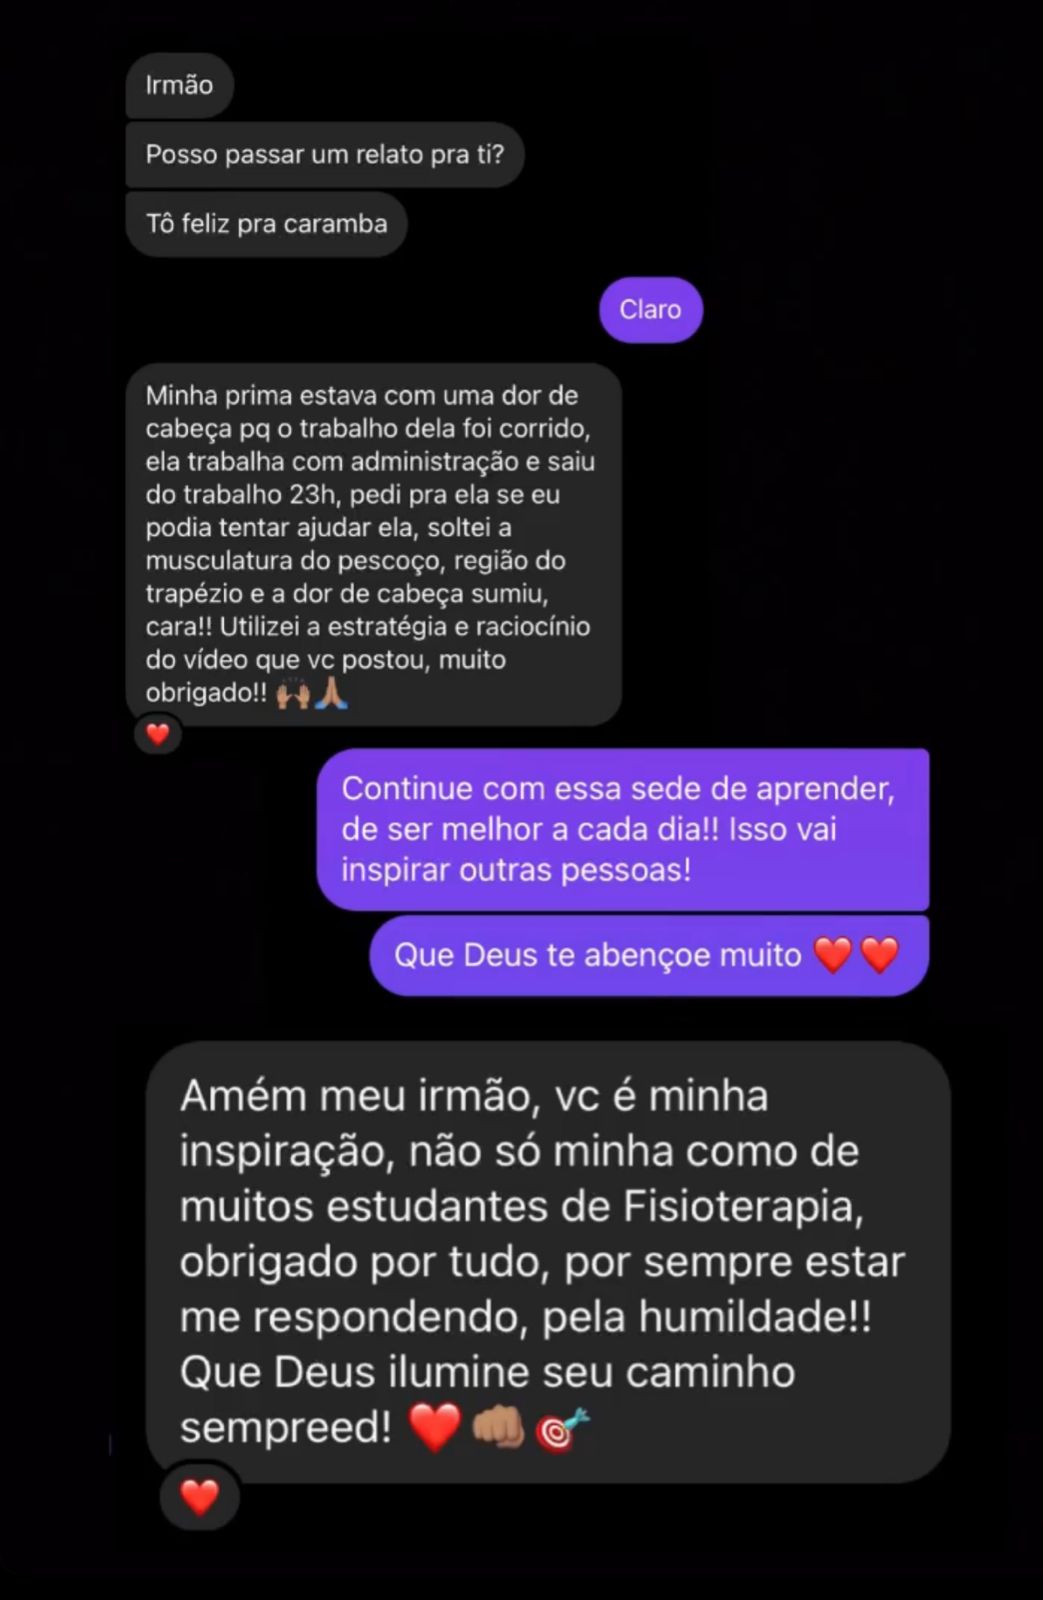 Irmão
Posso passar um relato pra ti?
Tô feliz pra caramba
Claro
Minha prima estava com uma dor de
cabeça pq o trabalho dela foi corrido,
ela trabalha com administração e saiu
do trabalho 23h, pedi pra ela se eu
podia tentar ajudar ela, soltei a
musculatura do pescoço, região do
trapézio e a dor de cabeça sumiu,
cara!! Utilizei a estratégia e raciocínio
do vídeo que vc postou, muito
obrigado!! 🙌🏽🙏🏽
❤️
Continue com essa sede de aprender,
de ser melhor a cada dia!! Isso vai
inspirar outras pessoas!
Que Deus te abençoe muito ❤️❤️
Amém meu irmão, vc é minha
inspiração, não só minha como de
muitos estudantes de Fisioterapia,
obrigado por tudo, por sempre estar
me respondendo, pela humildade!!
Que Deus ilumine seu caminho
sempreed! ❤️👊🏽🎯
❤️